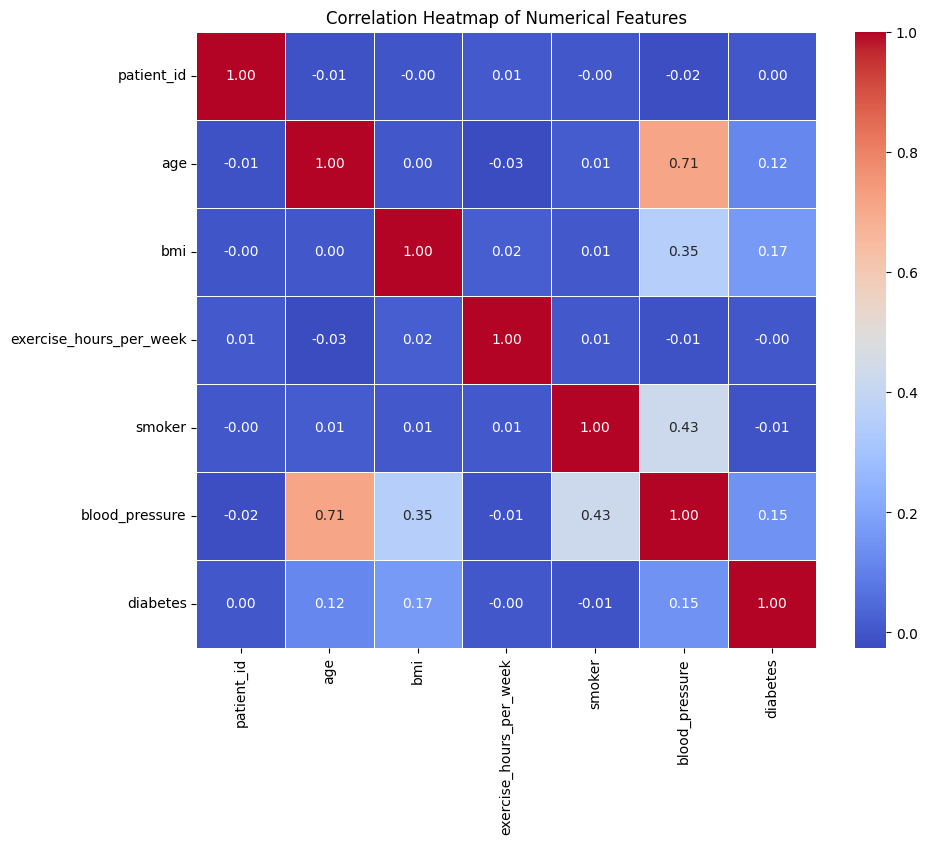 Correlation Heatmap of Numerical Features
patient_id 1.00 -0.01 -0.00 0.01 -0.00 -0.02 0.00
age -0.01 1.00 0.00 -0.03 0.01 0.71 0.12
bmi -0.00 0.00 1.00 0.02 0.01 0.35 0.17
exercise_hours_per_week 0.01 -0.03 0.02 1.00 0.01 -0.01 -0.00
smoker -0.00 0.01 0.01 0.01 1.00 0.43 -0.01
blood_pressure -0.02 0.71 0.35 -0.01 0.43 1.00 0.15
diabetes 0.00 0.12 0.17 -0.00 -0.01 0.15 1.00
patient_id
age
bmi
exercise_hours_per_week
smoker
blood_pressure
diabetes
1.0
0.8
0.6
0.4
0.2
0.0